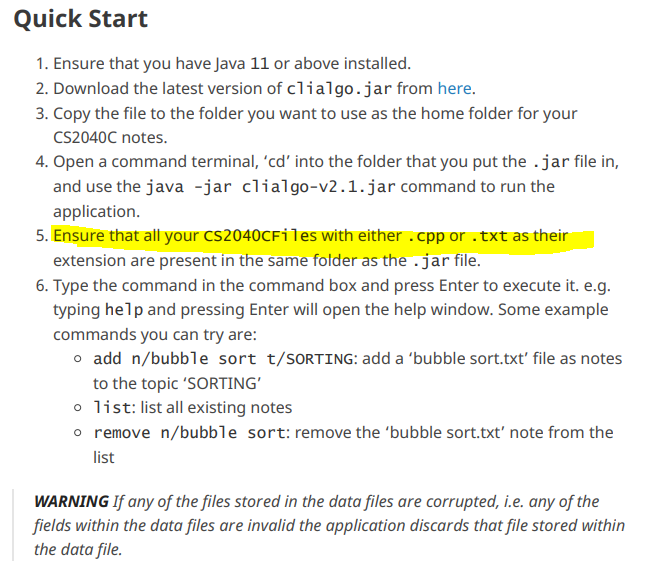 Quick Start
1. Ensure that you have Java 11 or above installed.
2. Download the latest version of clialgo.jar from here.
3. Copy the file to the folder you want to use as the home folder for your
CS2040C notes.
4. Open a command terminal, ‘cd’ into the folder that you put the .jar file in,
and use the java -jar clialgo-v2.1.jar command to run the
application.
5. Ensure that all your CS2040CFiles with either .cpp or .txt as their
extension are present in the same folder as the .jar file.
6. Type the command in the command box and press Enter to execute it. e.g.
typing help and pressing Enter will open the help window. Some example
commands you can try are:
◦ add n/bubble sort t/SORTING: add a ‘bubble sort.txt’ file as notes
to the topic ‘SORTING’
◦ list: list all existing notes
◦ remove n/bubble sort: remove the ‘bubble sort.txt’ note from the
list
WARNING If any of the files stored in the data files are corrupted, i.e. any of the
fields within the data files are invalid the application discards that file stored within
the data file.